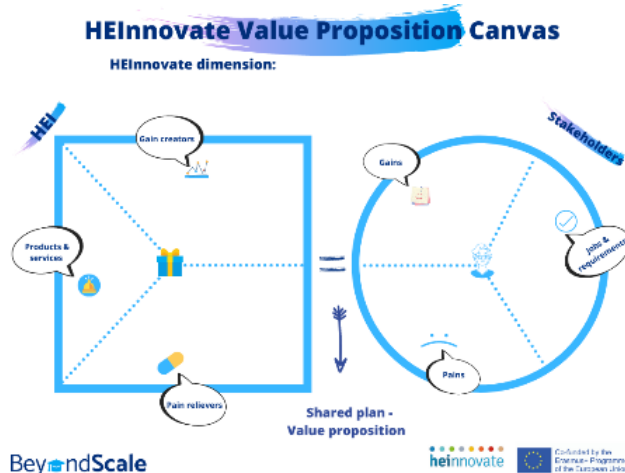 HEInnovate Value Proposition Canvas
HEInnovate dimension:
HEI
Stakeholders
Gain creators
Gains
Products &
services
Jobs &
requirements
Pain relievers
Pains
Shared plan -
Value proposition
BeyondScale
heinnovate
Co-funded by the
Erasmus+ Programme
of the European Union